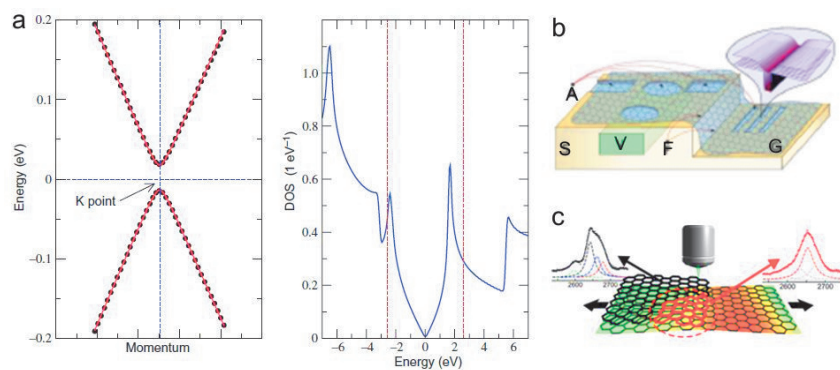 a
0.2
0.1
0
−0.1
−0.2
Energy (eV)
K point
Momentum
1.0
0.8
0.6
0.4
0.2
0
DOS (1 eV⁻¹)
−6 −4 −2 0 2 4 6
Energy (eV)
b
A
S
V
F
G
c
2600 2700
2600 2700